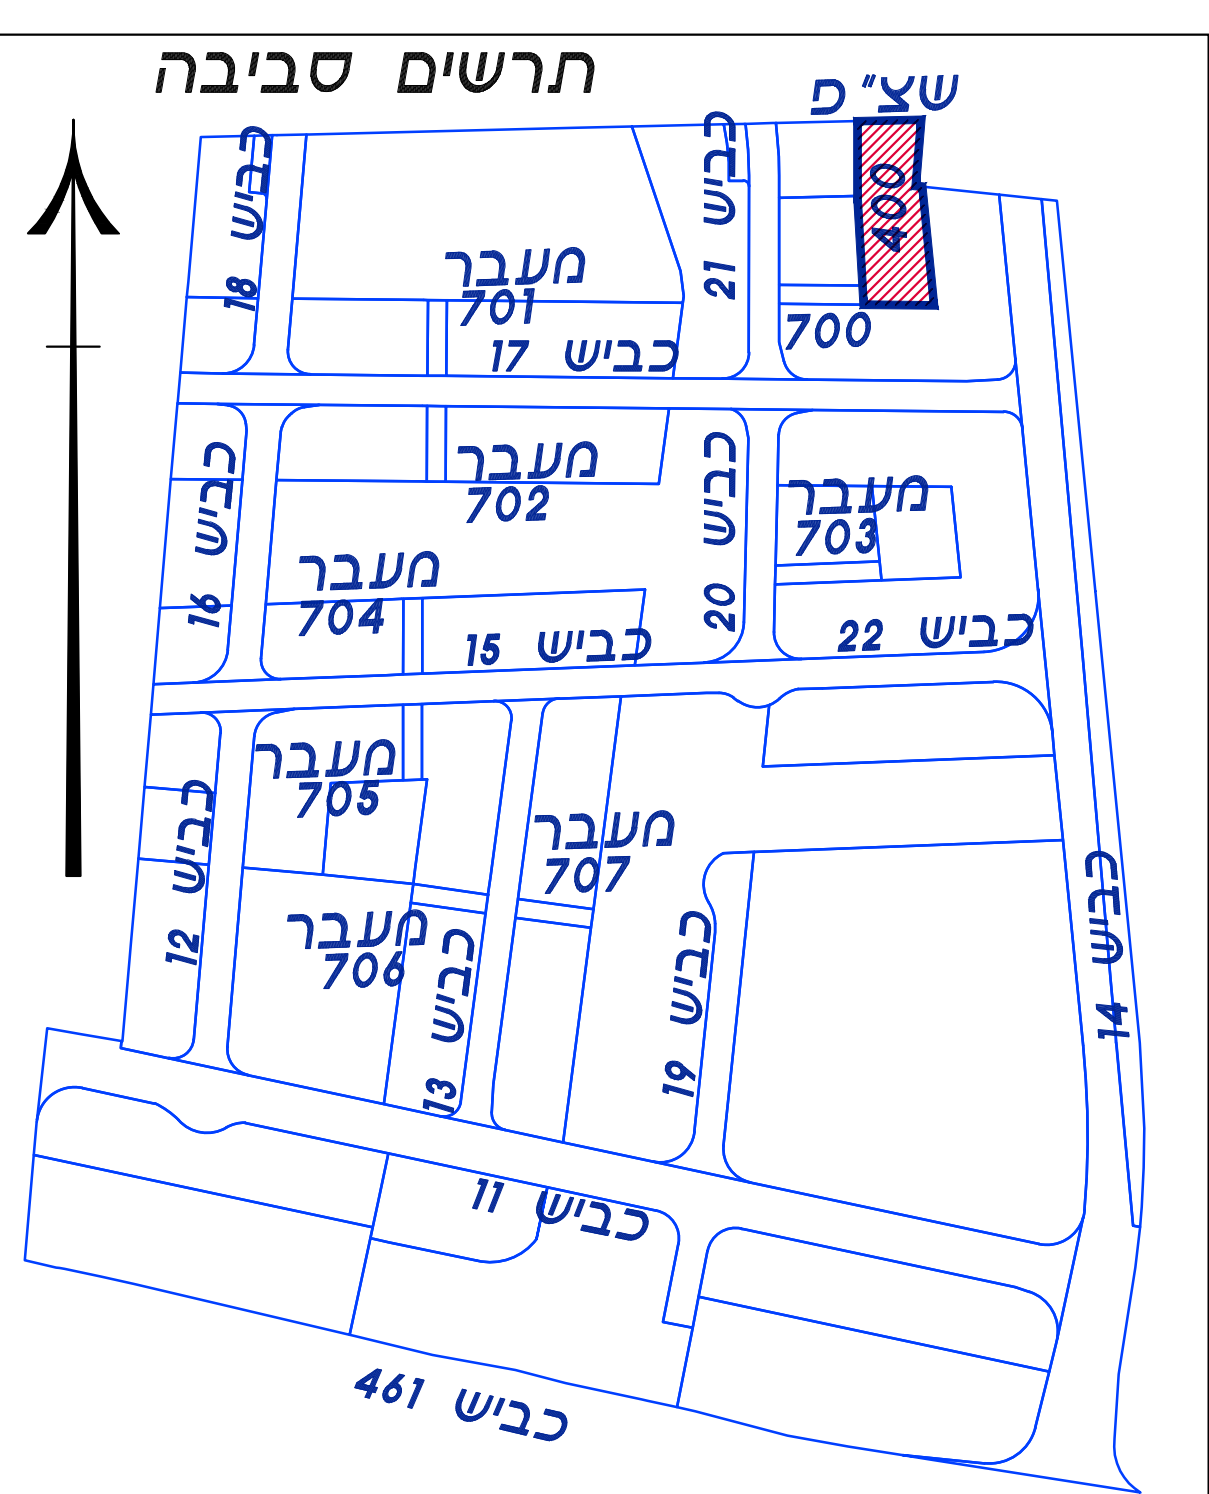 תרשים סביבה
שצ"פ
400
כביש 18
כביש 21
מעבר
701
700
כביש 17
כביש 16
מעבר
702
כביש 20
מעבר
703
מעבר
704
כביש 15
כביש 22
מעבר
705
כביש 12
מעבר
707
מעבר
706
כביש 13
כביש 19
כביש 14
כביש 11
כביש 461